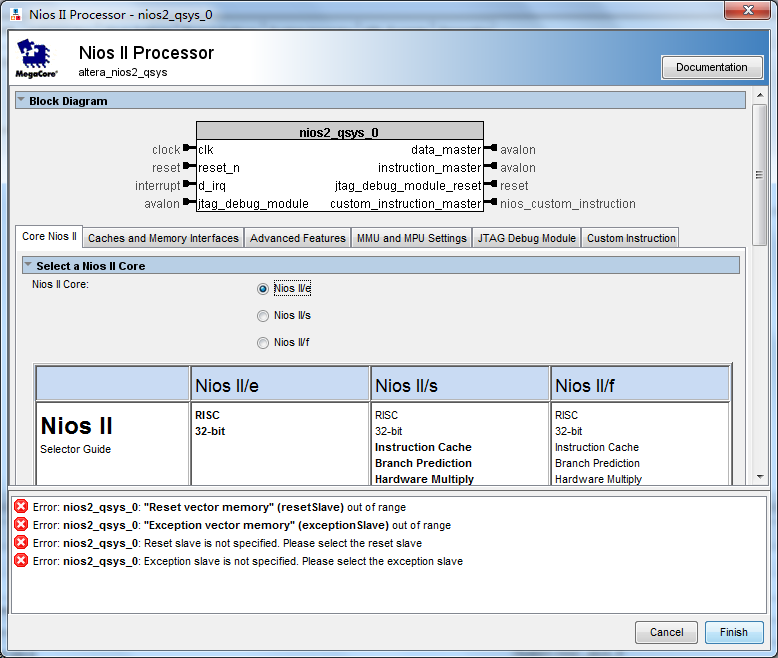 Nios II Processor - nios2_qsys_0
MegaCore®
Nios II Processor
altera_nios2_qsys
Documentation
Block Diagram
nios2_qsys_0
clock clk data_master avalon
reset reset_n instruction_master avalon
interrupt d_irq jtag_debug_module_reset reset
avalon jtag_debug_module custom_instruction_master nios_custom_instruction
Core Nios II Caches and Memory Interfaces Advanced Features MMU and MPU Settings JTAG Debug Module Custom Instruction
Select a Nios II Core
Nios II Core:
Nios II/e
Nios II/s
Nios II/f
Nios II/e Nios II/s Nios II/f
Nios II
Selector Guide
RISC
32-bit
RISC
32-bit
Instruction Cache
Branch Prediction
Hardware Multiply
RISC
32-bit
Instruction Cache
Branch Prediction
Hardware Multiply
Error: nios2_qsys_0: "Reset vector memory" (resetSlave) out of range
Error: nios2_qsys_0: "Exception vector memory" (exceptionSlave) out of range
Error: nios2_qsys_0: Reset slave is not specified. Please select the reset slave
Error: nios2_qsys_0: Exception slave is not specified. Please select the exception slave
Cancel Finish